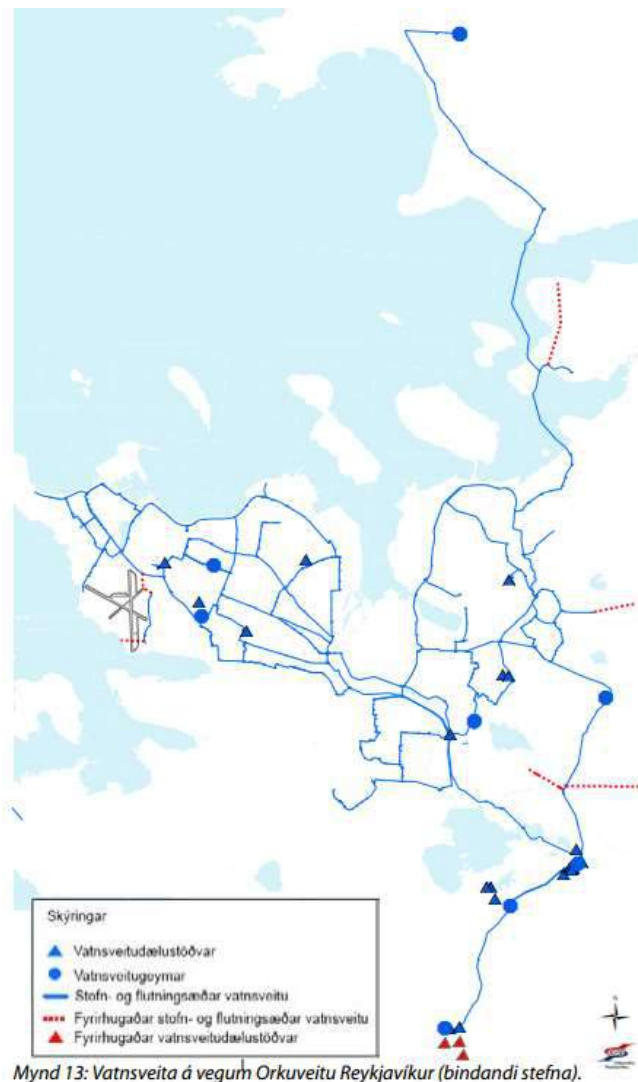 Skýringar
Vatnsveitudælustöðvar
Vatnsveitugeymar
Stofn- og flutningsæðar vatnsveitu
Fyrirhugaðar stofn- og flutningsæðar vatnsveitu
Fyrirhugaðar vatnsveitudælustöðvar
Mynd 13: Vatnsveita á vegum Orkuveitu Reykjavíkur (bindandi stefna).